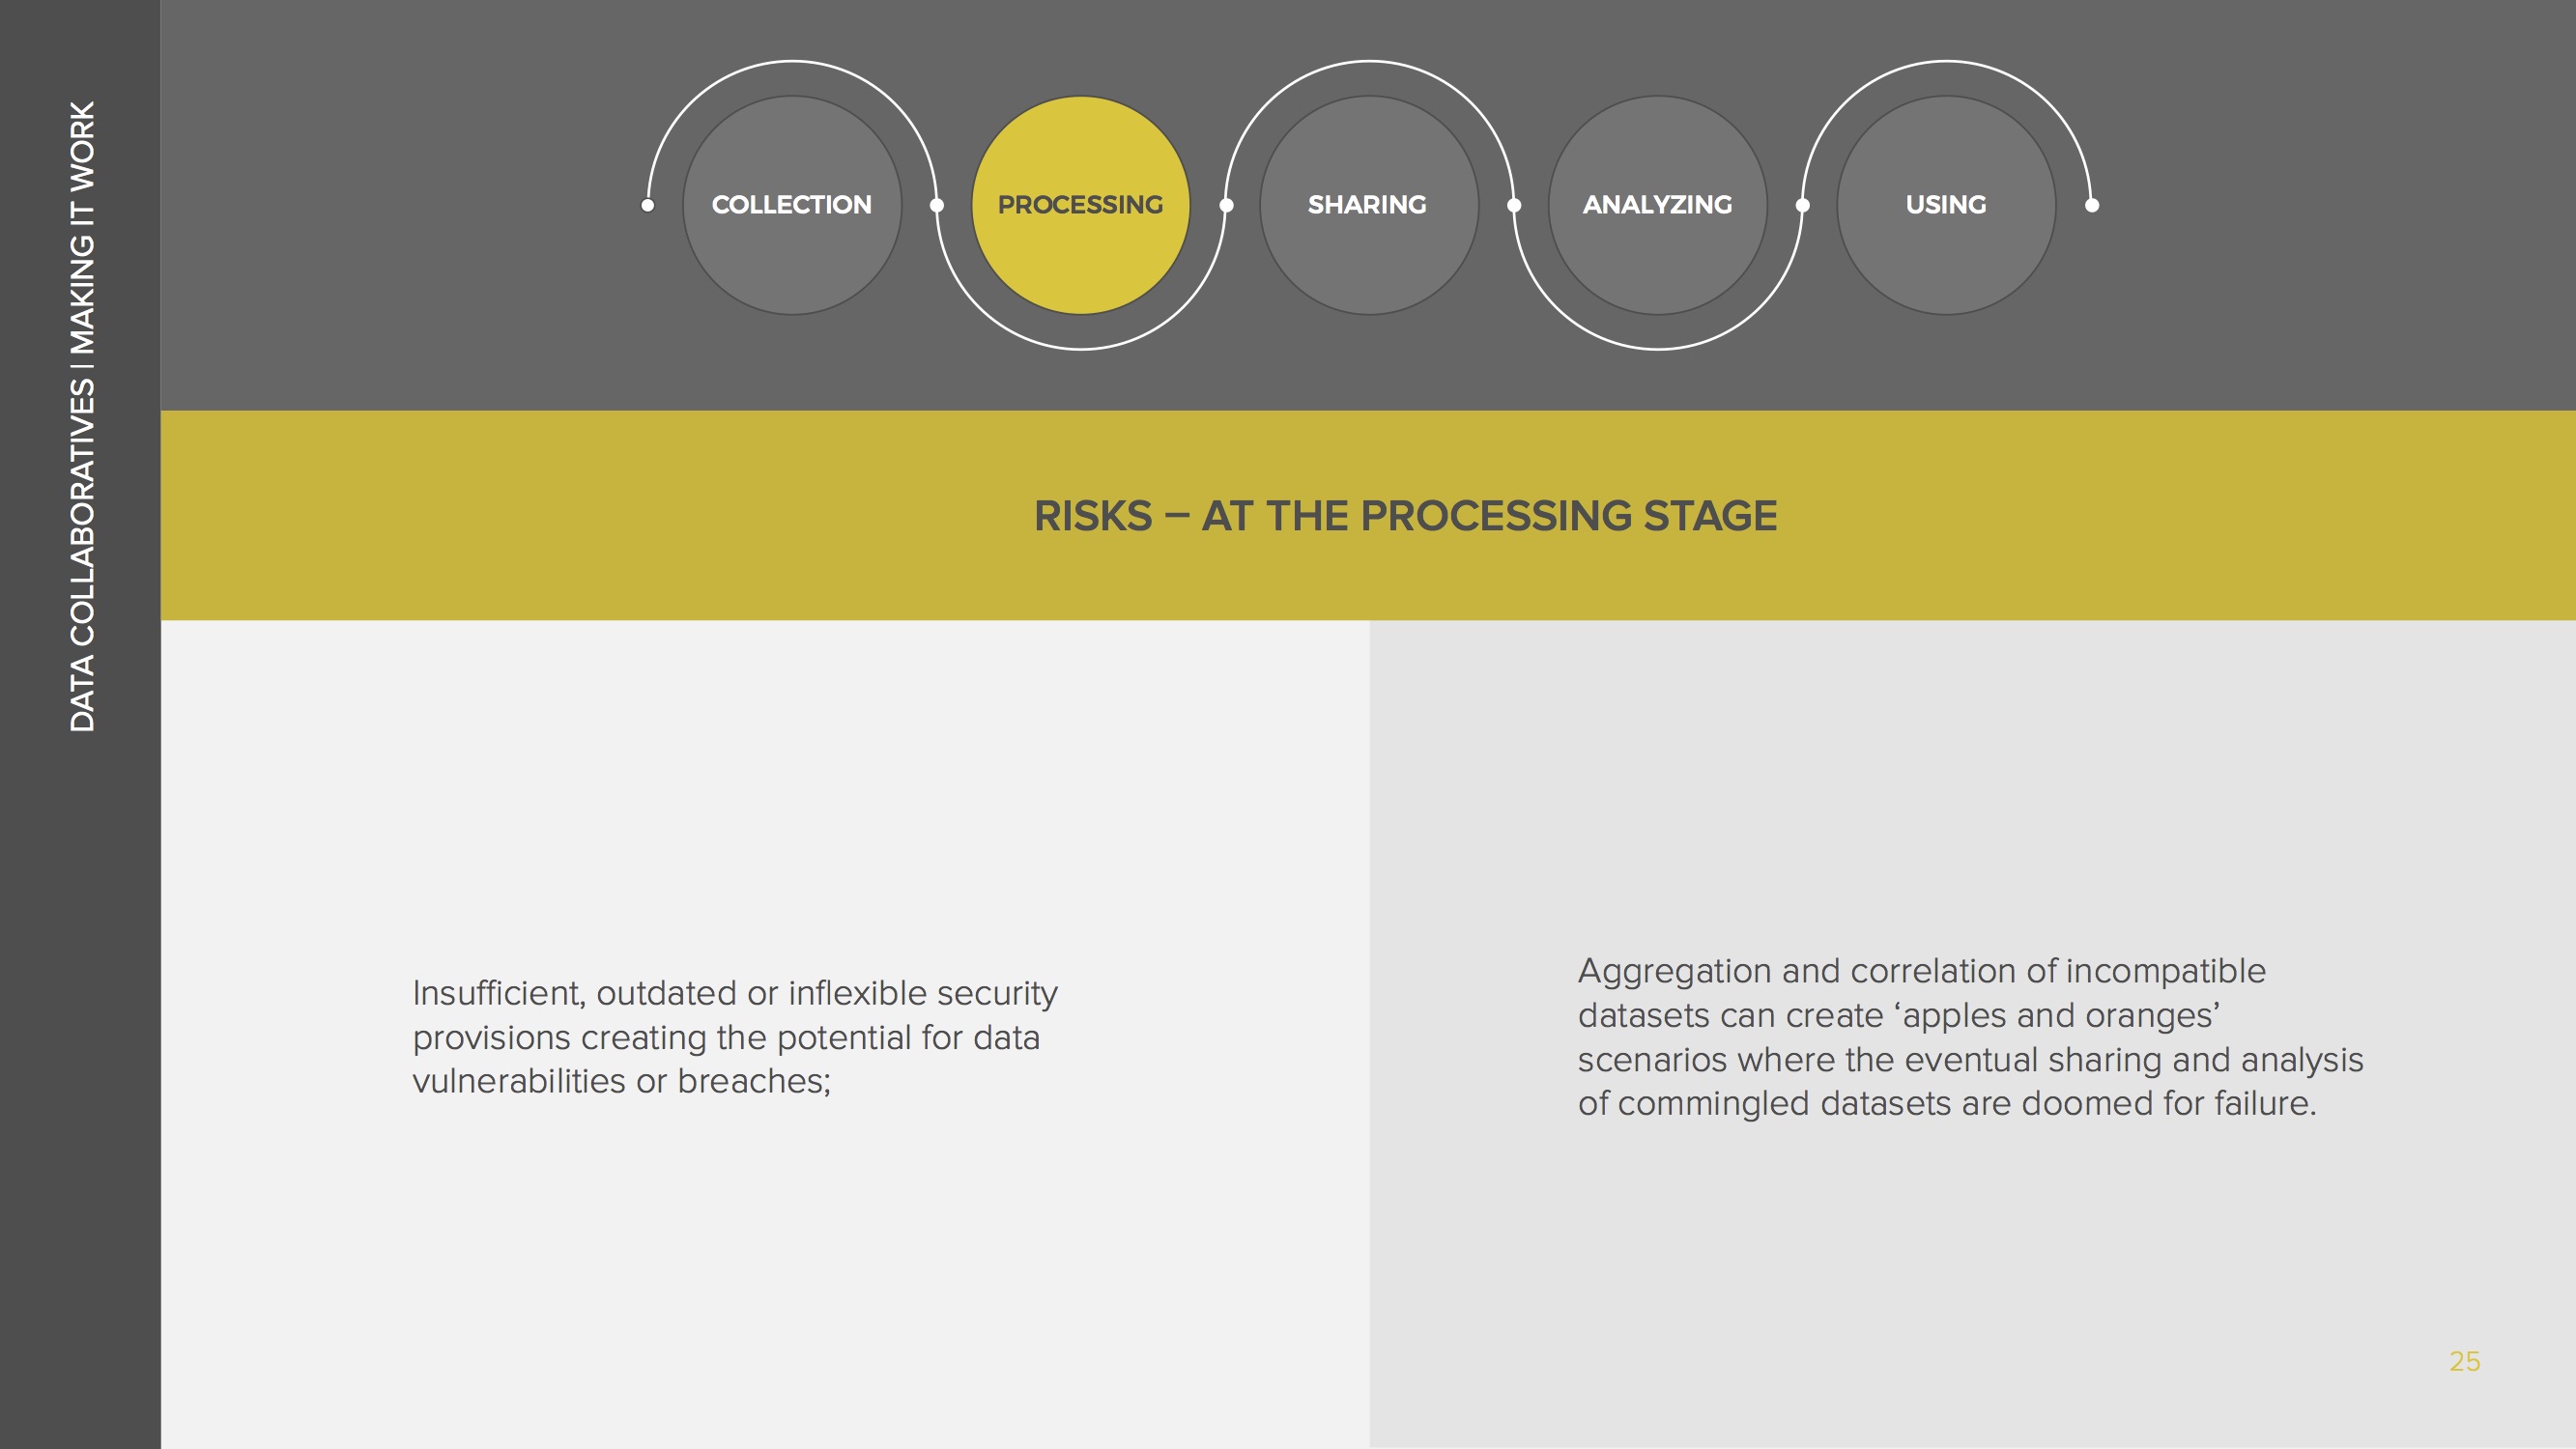 DATA COLLABORATIVES | MAKING IT WORK
COLLECTION
PROCESSING
SHARING
ANALYZING
USING
RISKS – AT THE PROCESSING STAGE
Insufficient, outdated or inflexible security
provisions creating the potential for data
vulnerabilities or breaches;
Aggregation and correlation of incompatible
datasets can create ‘apples and oranges’
scenarios where the eventual sharing and analysis
of commingled datasets are doomed for failure.
25